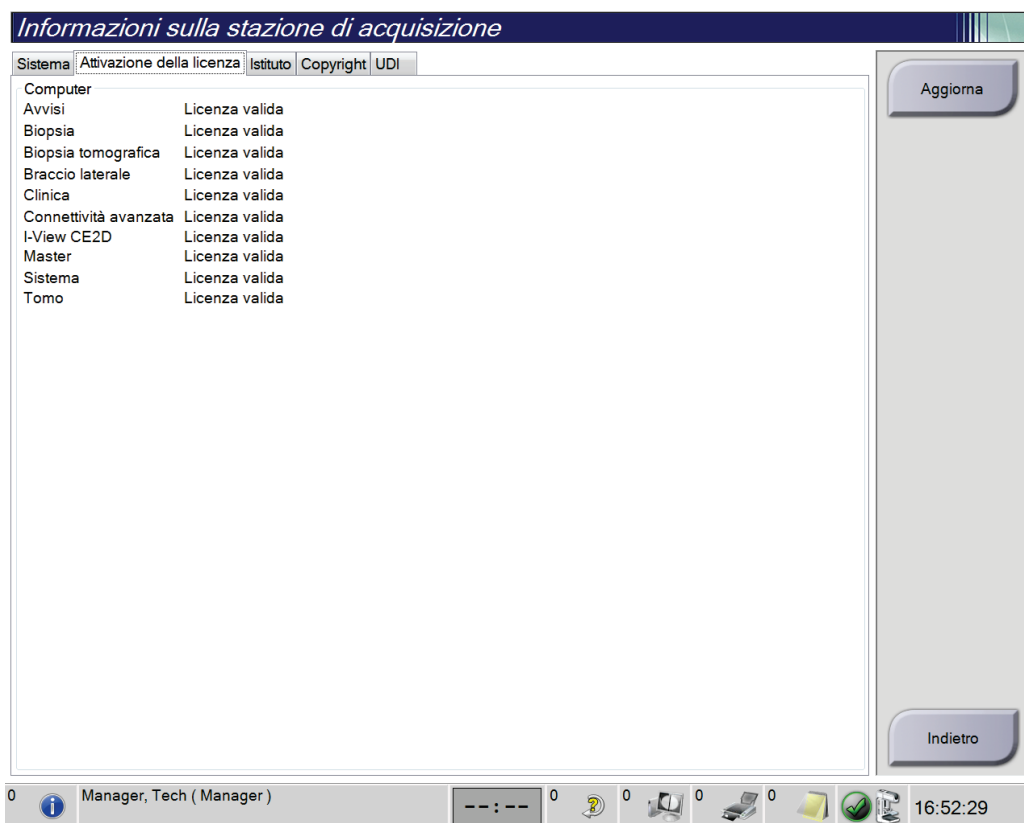 Informazioni sulla stazione di acquisizione
Sistema Attivazione della licenza Istituto Copyright UDI
Aggiorna
Computer
Avvisi Licenza valida
Biopsia Licenza valida
Biopsia tomografica Licenza valida
Braccio laterale Licenza valida
Clinica Licenza valida
Connettività avanzata Licenza valida
I-View CE2D Licenza valida
Master Licenza valida
Sistema Licenza valida
Tomo Licenza valida
Indietro
0 Manager, Tech ( Manager ) --:-- 0 0 0 0 16:52:29